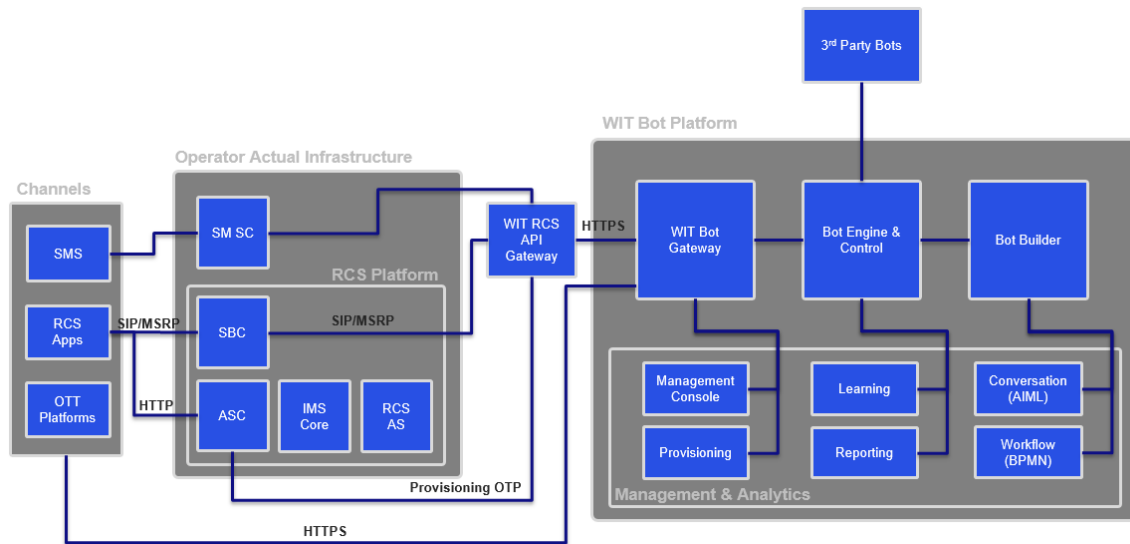 3rd Party Bots
WIT Bot Platform
Operator Actual Infrastructure
Channels
SM SC
WIT RCS
API
Gateway
HTTPS
WIT Bot
Gateway
Bot Engine &
Control
Bot Builder
SMS
RCS Platform
RCS
Apps
SIP/MSRP
SBC
SIP/MSRP
OTT
Platforms
HTTP
ASC
IMS
Core
RCS
AS
Management
Console
Learning
Conversation
(AIML)
Provisioning
Reporting
Workflow
(BPMN)
Provisioning OTP
Management & Analytics
HTTPS